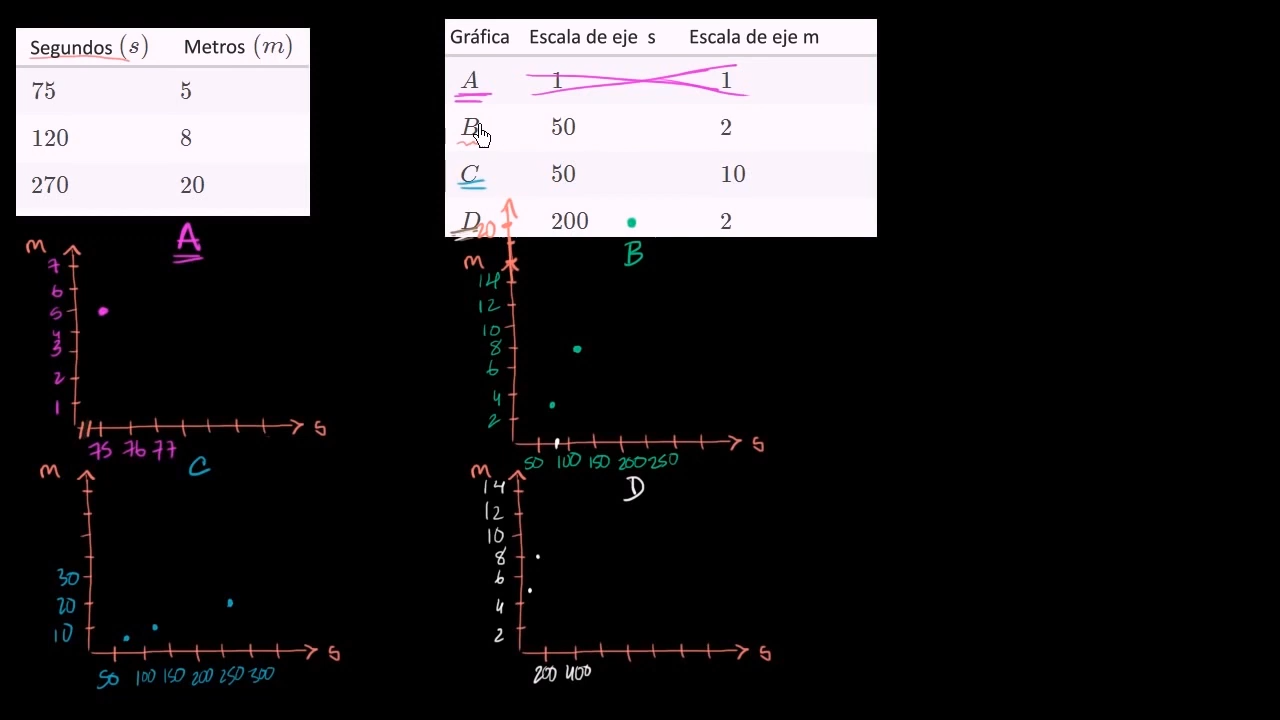 Segundos (s) Metros (m)
75 5
120 8
270 20
Gráfica Escala de eje s Escala de eje m
A 1 1
B 50 2
C 50 10
D 200 2
A
m
7
6
5
4
3
2
1
75 76 77
s
B
20
m
14
12
10
8
6
4
2
50 100 150 200 250
s
C
m
30
20
10
50 100 150 200 250 300
s
D
m
14
12
10
8
6
4
2
200 400
s